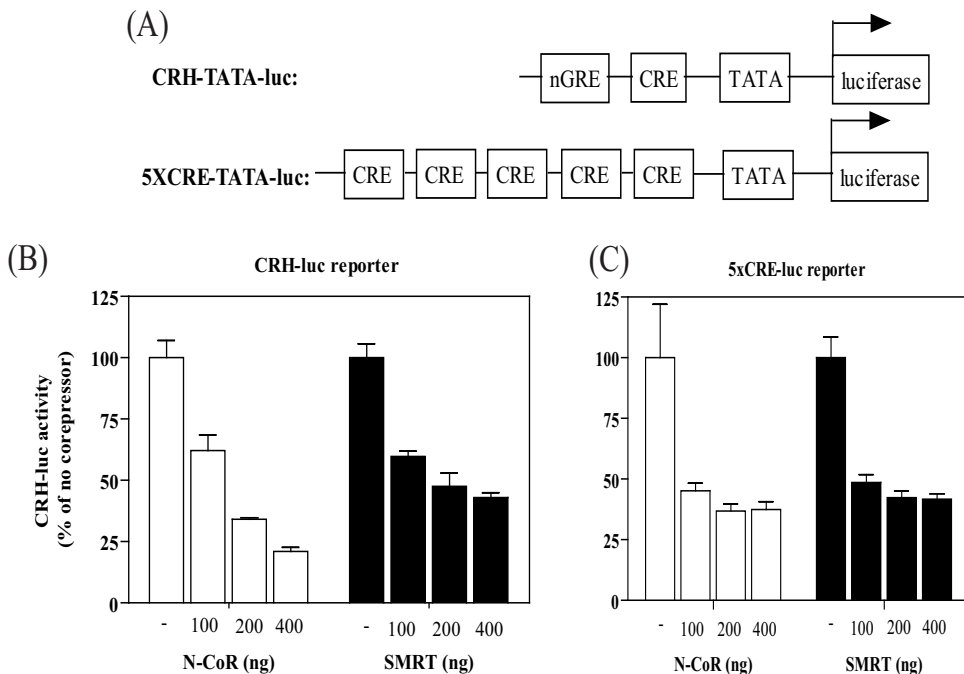 (A)
CRH-TATA-luc:
nGRE CRE TATA luciferase
5XCRE-TATA-luc:
CRE CRE CRE CRE CRE TATA luciferase
(B)
CRH-luc reporter
CRH-luc activity
(% of no corepressor)
125
100
75
50
25
0
- 100 200 400 - 100 200 400
N-CoR (ng) SMRT (ng)
(C)
5xCRE-luc reporter
125
100
75
50
25
0
- 100 200 400 - 100 200 400
N-CoR (ng) SMRT (ng)